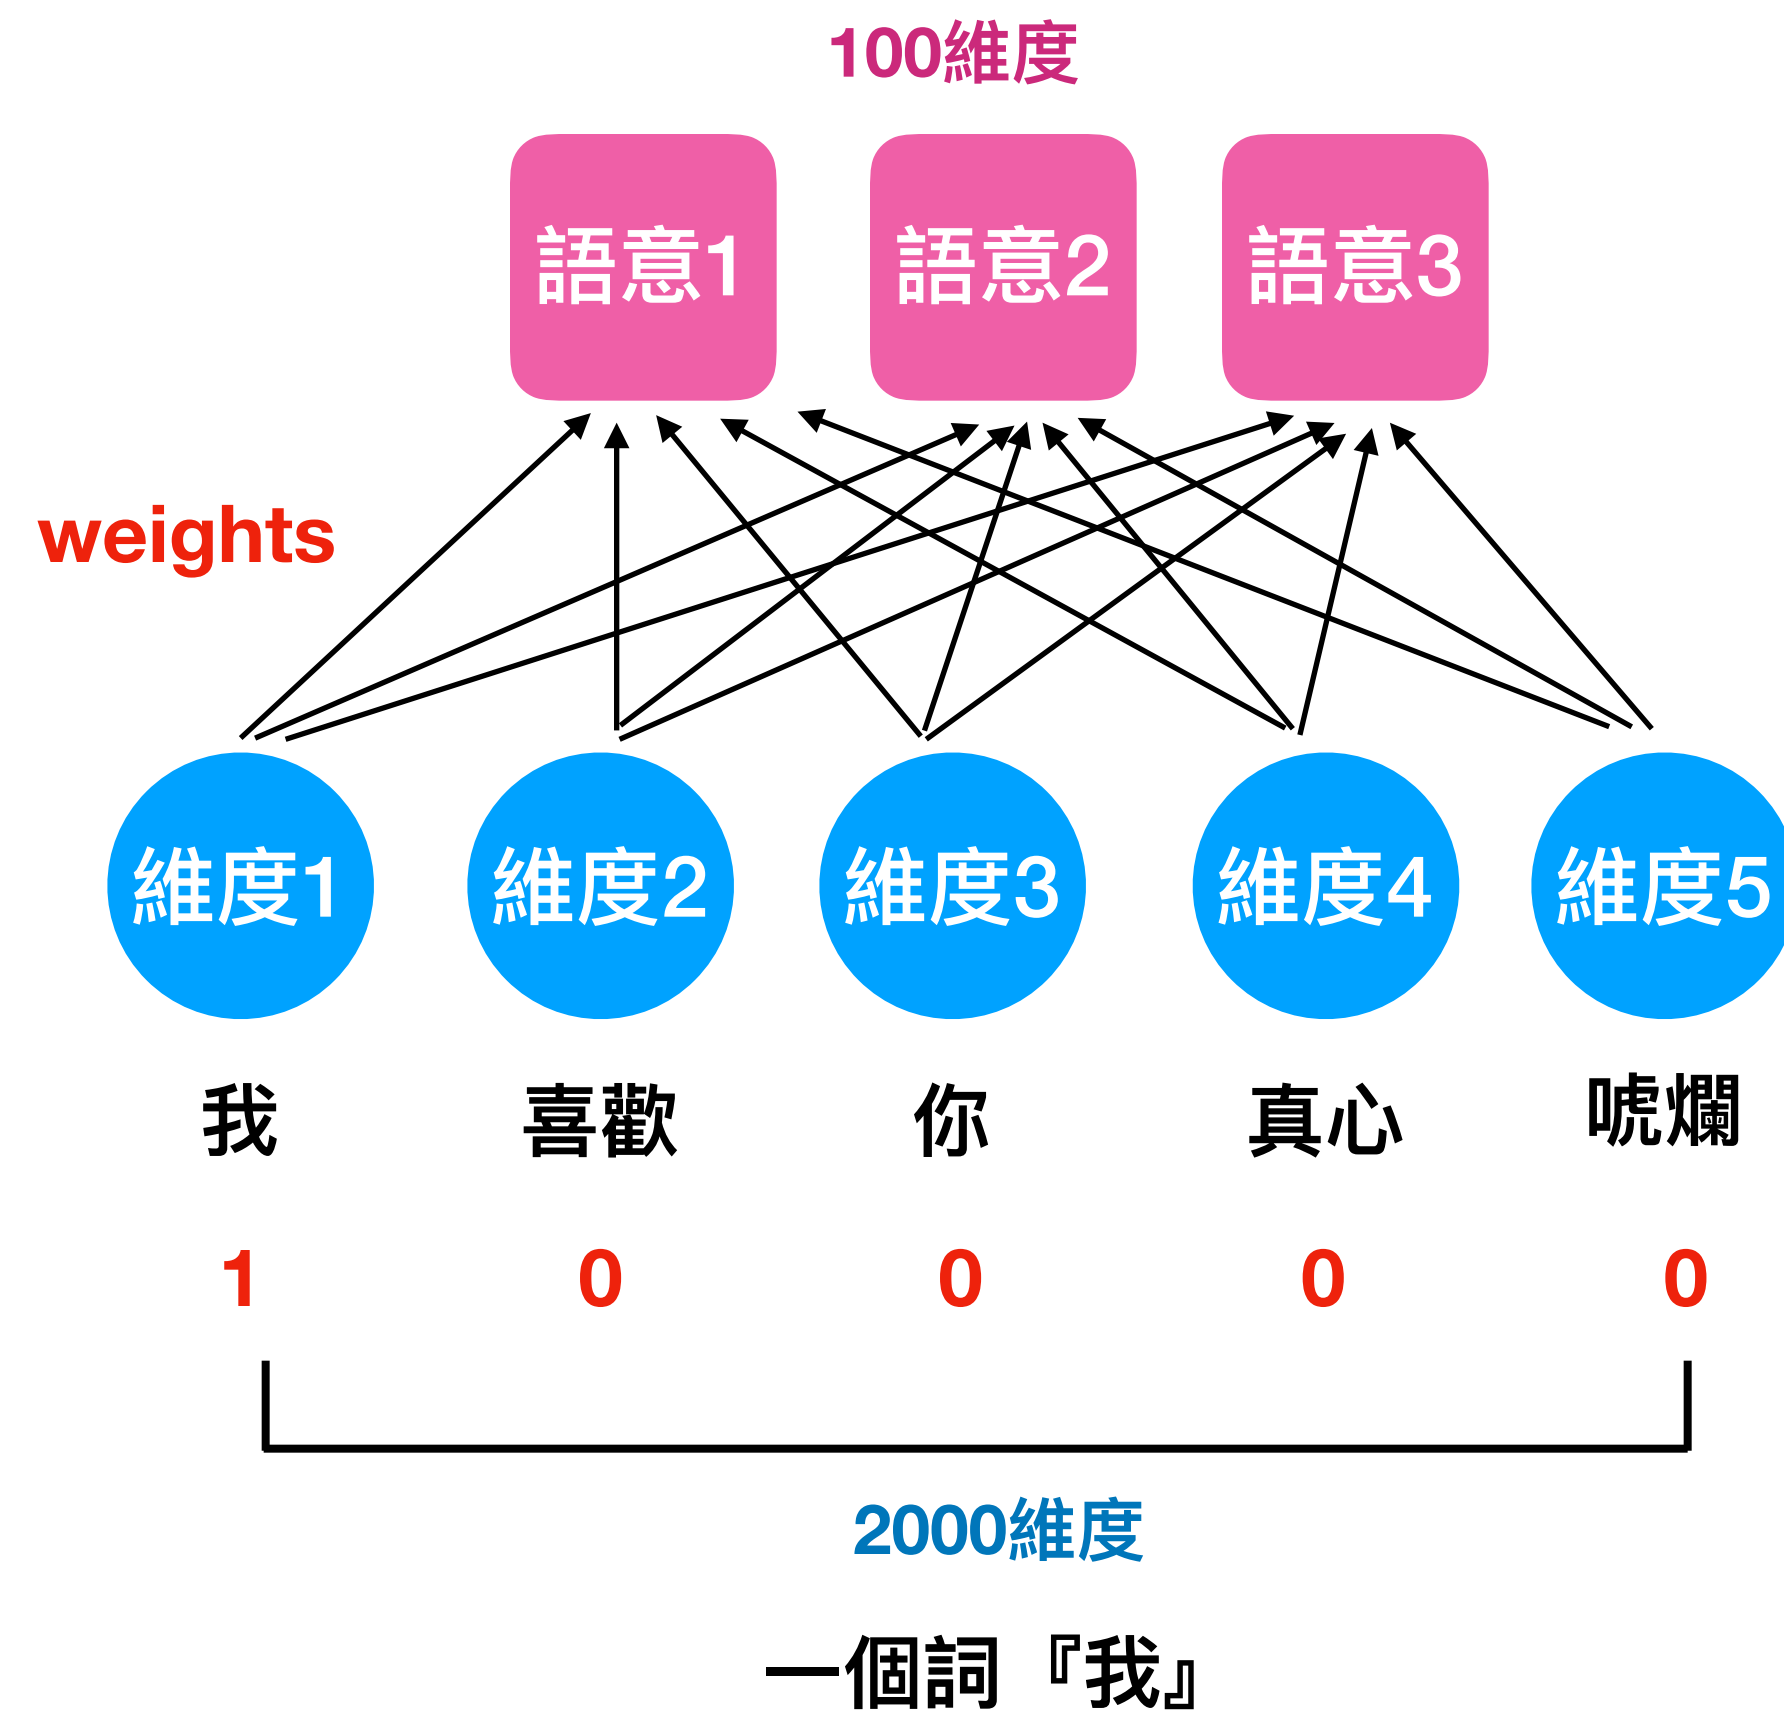 100維度
語意1 語意2 語意3
weights
維度1 維度2 維度3 維度4 維度5
我 喜歡 你 真心 唬爛
1 0 0 0 0
2000維度
一個詞『我』